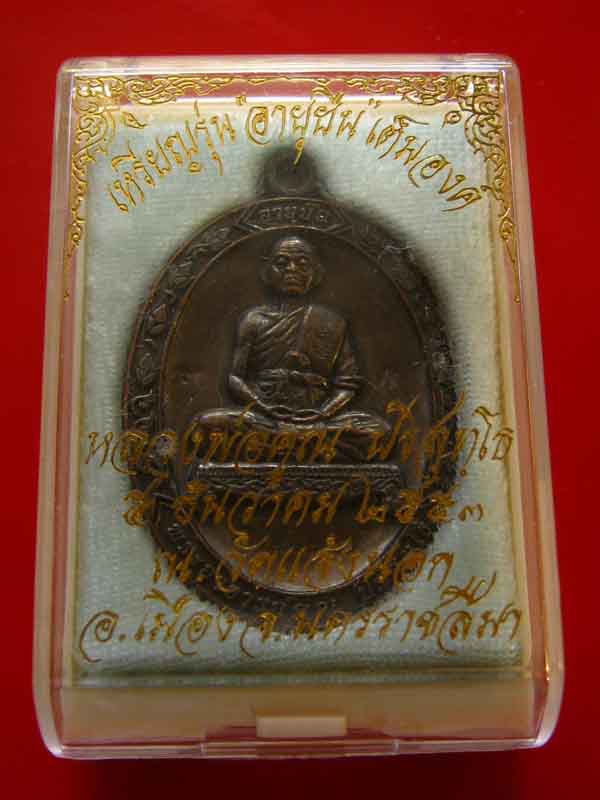 เหรียญรุ่น "อายุยืน" เต็มองค์
อายุยืน
หลวงพ่อคูณ ปริสุทฺโธ
๕ ธันวาคม ๒๕๕๓
ณ. วัดแจ้งนอก
อ.เมือง จ.นครราชสีมา